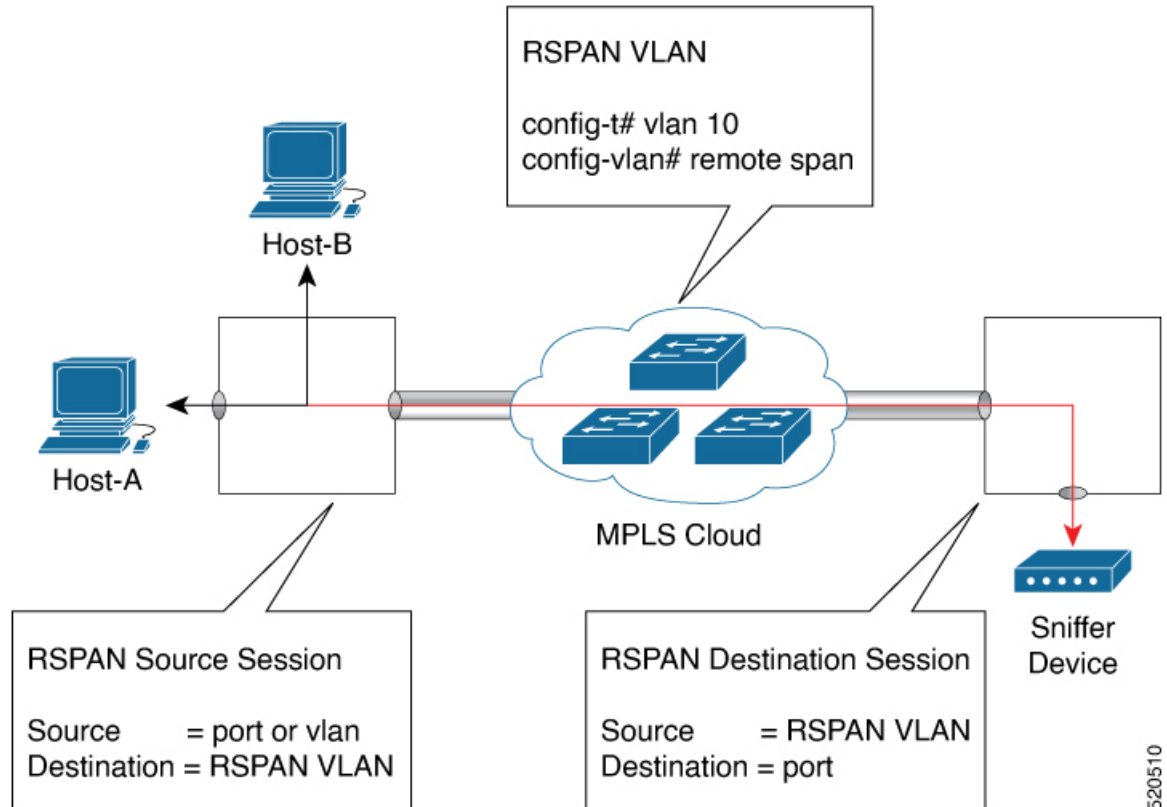 RSPAN VLAN
config-t# vlan 10
config-vlan# remote span
Host-B
Host-A
MPLS Cloud
RSPAN Source Session
Source = port or vlan
Destination = RSPAN VLAN
RSPAN Destination Session
Source = RSPAN VLAN
Destination = port
Sniffer
Device
520510